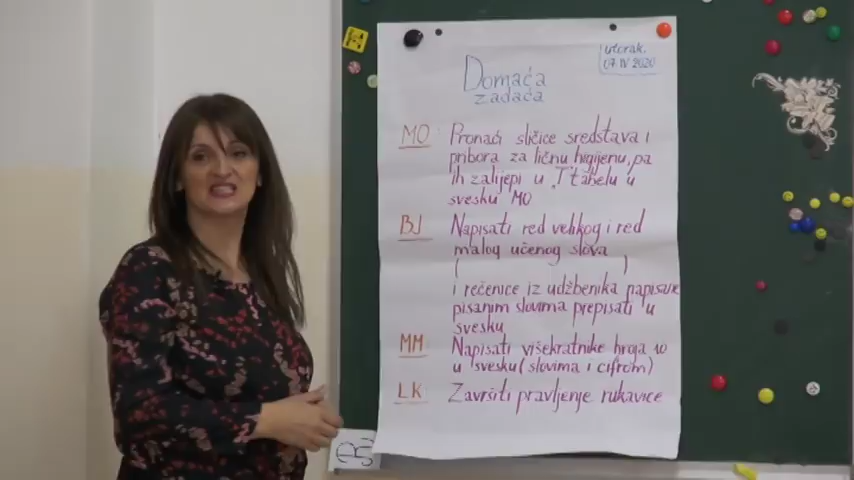 utorak.
07. IV 2020
Domaća
zadaća
MO Pronaći sličice sredstava i
pribora za ličnu higijenu, pa
ih zalijepi u "T tabelu u
svesku MO
BJ Napisati red velikog i red
malog učenog slova
( )
i rečenice iz udžbenika napisane
pisanim slovima prepisati u
svesku
MM Napisati višekratnike broja 10
u svesku (slovima i cifrom)
LK Završiti pravljenje rukavice